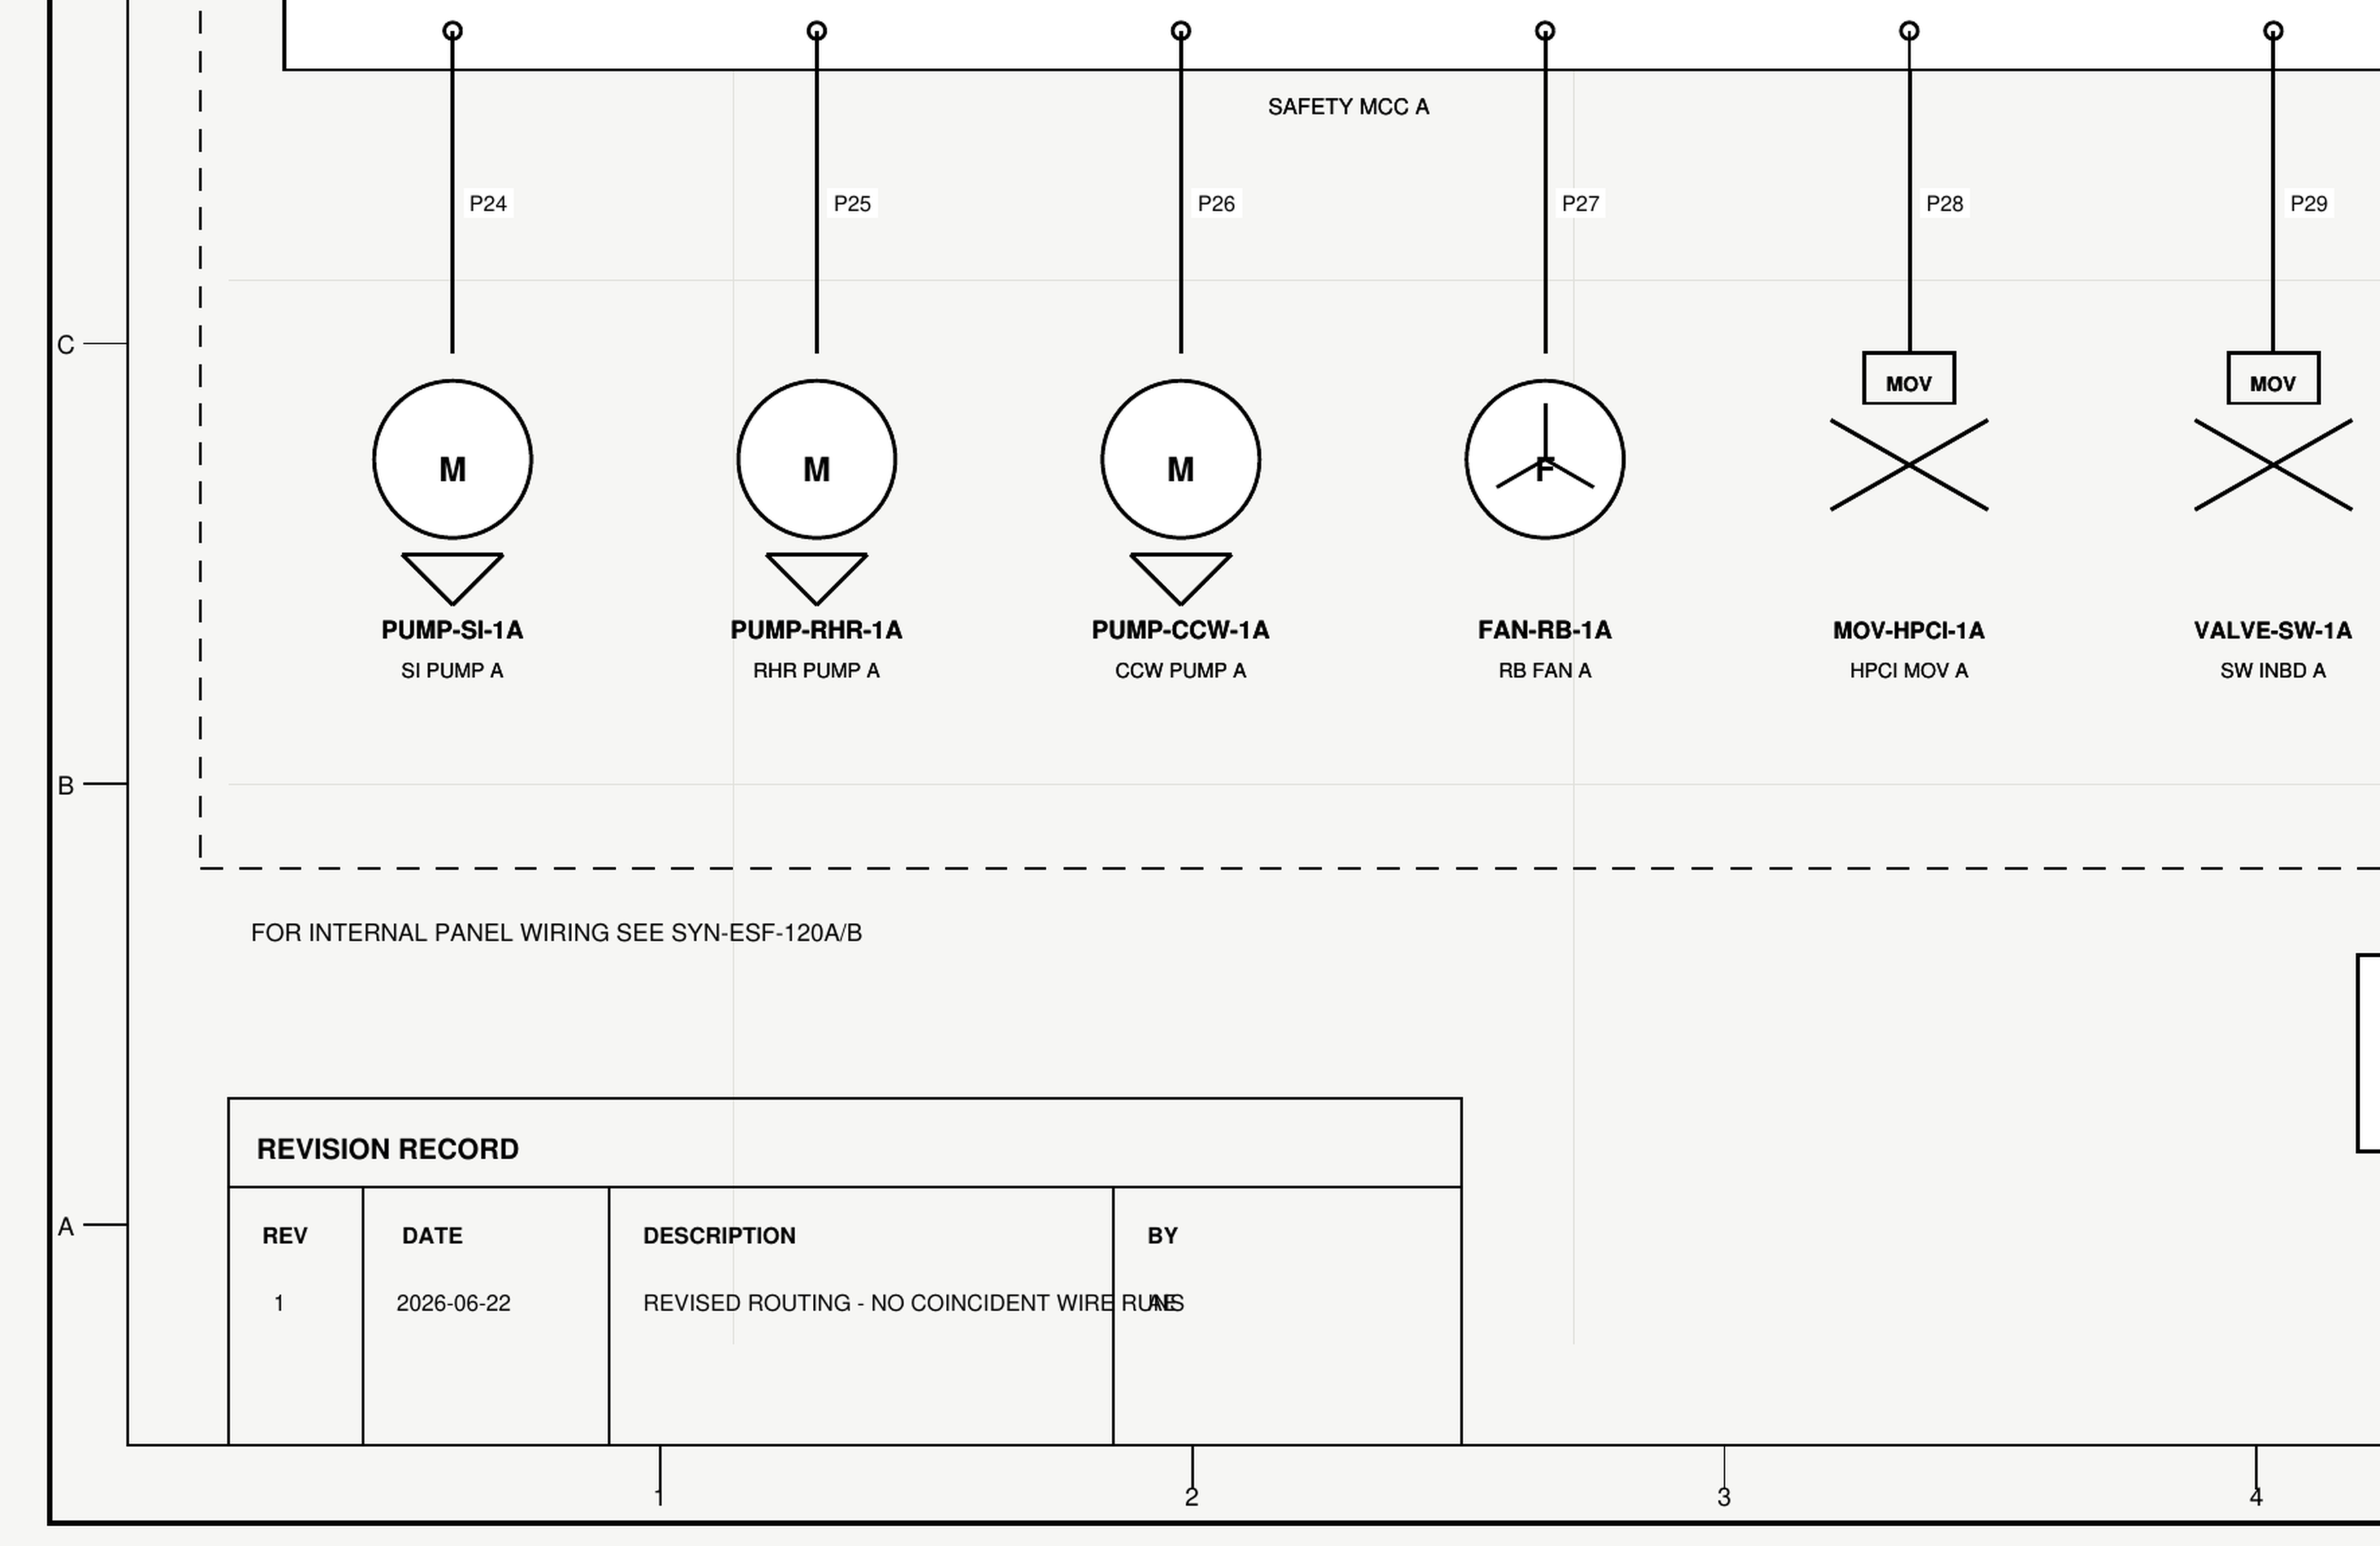 SAFETY MCC A
P24 P25 P26 P27 P28 P29
C
MOV MOV
M M M F
PUMP-SI-1A PUMP-RHR-1A PUMP-CCW-1A FAN-RB-1A MOV-HPCI-1A VALVE-SW-1A
SI PUMP A RHR PUMP A CCW PUMP A RB FAN A HPCI MOV A SW INBD A
B
FOR INTERNAL PANEL WIRING SEE SYN-ESF-120A/B
REVISION RECORD
A
REV DATE DESCRIPTION BY
1 2026-06-22 REVISED ROUTING - NO COINCIDENT WIRE RUNS
1 2 3 4